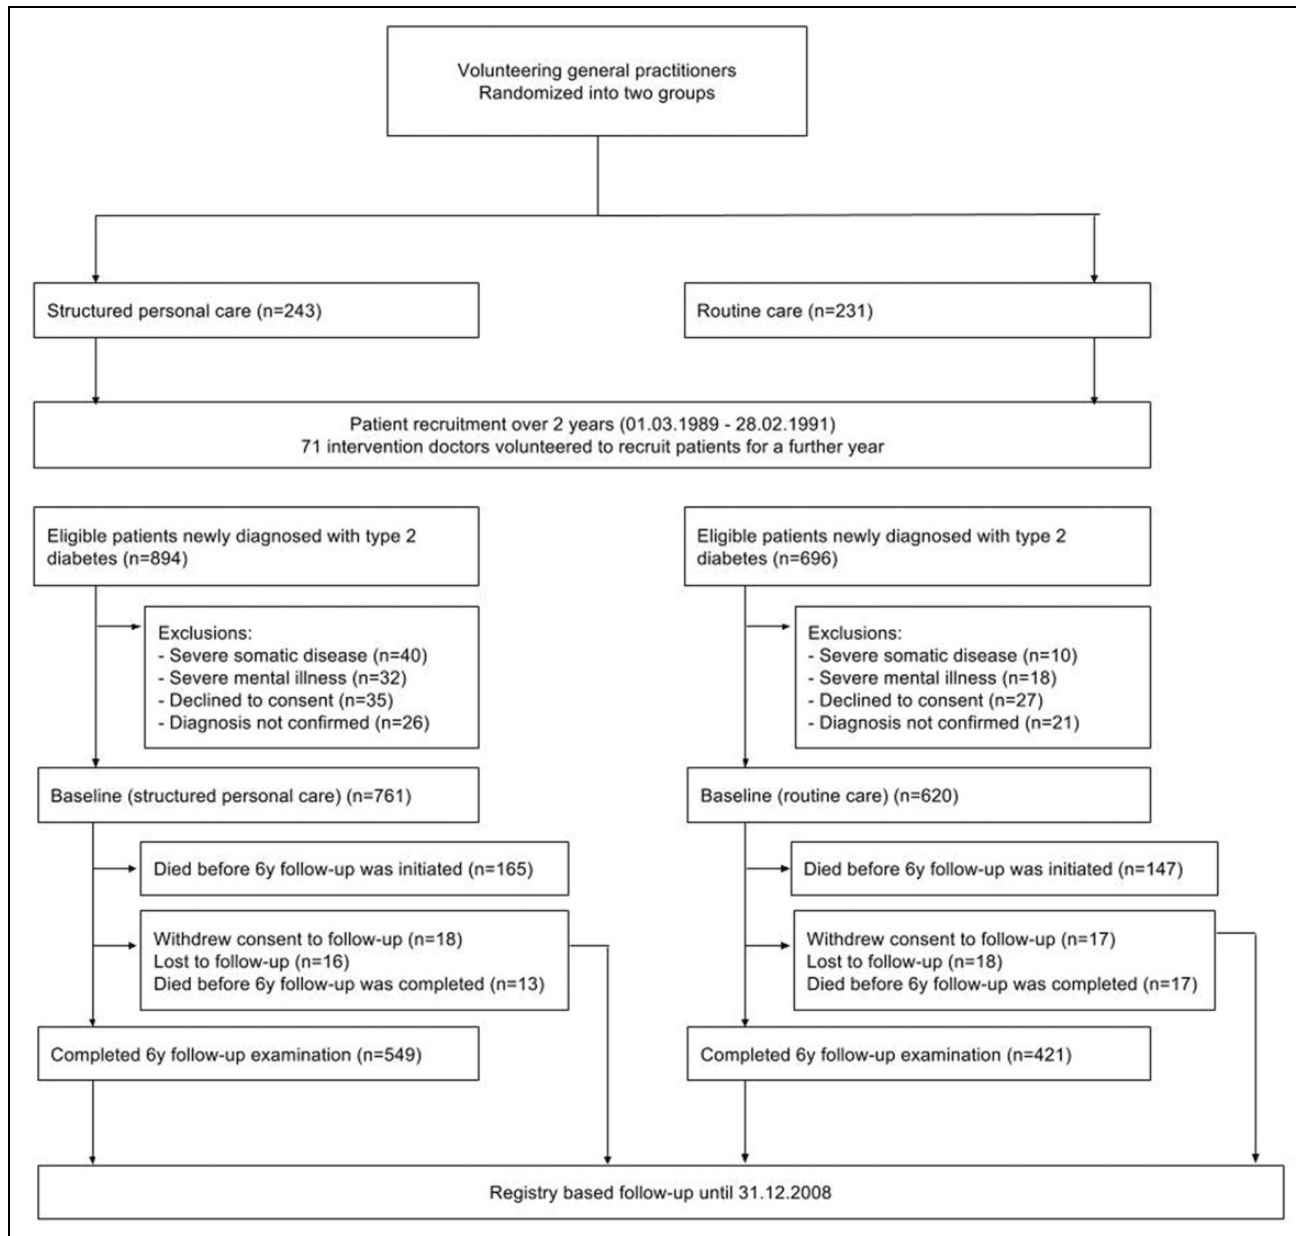 Volunteering general practitioners
Randomized into two groups
Structured personal care (n=243)
Routine care (n=231)
Patient recruitment over 2 years (01.03.1989 - 28.02.1991)
71 intervention doctors volunteered to recruit patients for a further year
Eligible patients newly diagnosed with type 2
diabetes (n=894)
Eligible patients newly diagnosed with type 2
diabetes (n=696)
Exclusions:
- Severe somatic disease (n=40)
- Severe mental illness (n=32)
- Declined to consent (n=35)
- Diagnosis not confirmed (n=26)
Exclusions:
- Severe somatic disease (n=10)
- Severe mental illness (n=18)
- Declined to consent (n=27)
- Diagnosis not confirmed (n=21)
Baseline (structured personal care) (n=761)
Baseline (routine care) (n=620)
Died before 6y follow-up was initiated (n=165)
Died before 6y follow-up was initiated (n=147)
Withdrew consent to follow-up (n=18)
Lost to follow-up (n=16)
Died before 6y follow-up was completed (n=13)
Withdrew consent to follow-up (n=17)
Lost to follow-up (n=18)
Died before 6y follow-up was completed (n=17)
Completed 6y follow-up examination (n=549)
Completed 6y follow-up examination (n=421)
Registry based follow-up until 31.12.2008